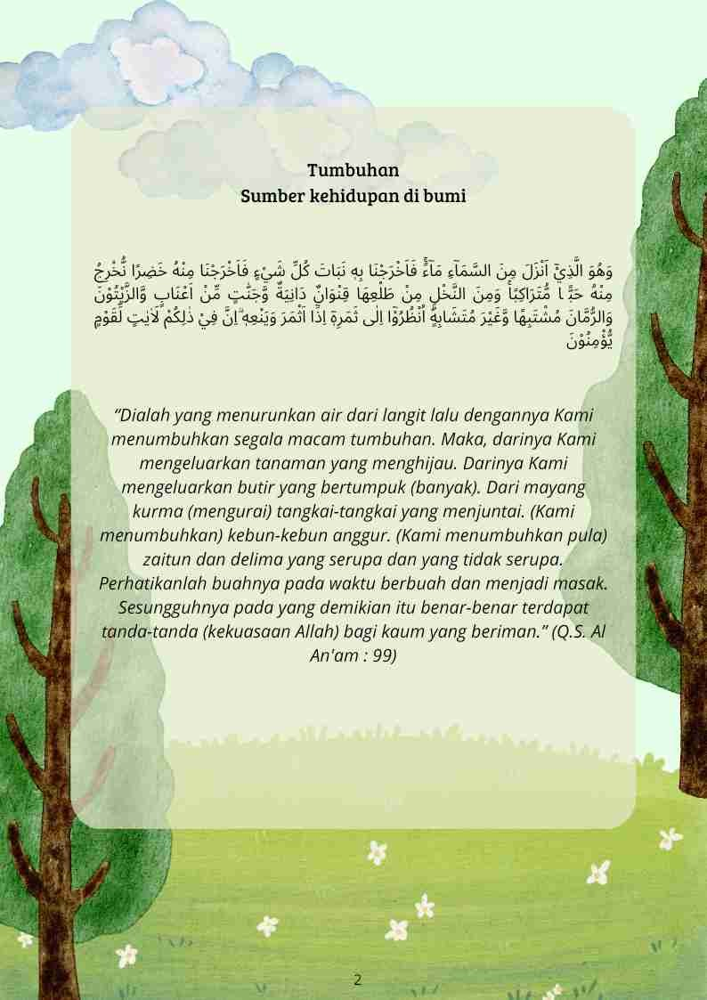 Tumbuhan
Sumber kehidupan di bumi
وَهُوَ الَّذِيْٓ اَنْزَلَ مِنَ السَّمَاۤءِ مَاۤءًۚ فَاَخْرَجْنَا بِهٖ نَبَاتَ كُلِّ شَيْءٍ فَاَخْرَجْنَا مِنْهُ خَضِرًا نُّخْرِجُ
مِنْهُ حَبًّا مُّتَرَاكِبًاۚ وَمِنَ النَّخْلِ مِنْ طَلْعِهَا قِنْوَانٌ دَانِيَةٌ وَّجَنّٰتٍ مِّنْ اَعْنَابٍ وَّالزَّيْتُوْنَ
وَالرُّمَّانَ مُشْتَبِهًا وَّغَيْرَ مُتَشَابِهٍۗ اُنْظُرُوْٓا اِلٰى ثَمَرِهٖٓ اِذَآ اَثْمَرَ وَيَنْعِهٖ ۗاِنَّ فِيْ ذٰلِكُمْ لَاٰيٰتٍ لِّقَوْمٍ
يُّؤْمِنُوْنَ
“Dialah yang menurunkan air dari langit lalu dengannya Kami
menumbuhkan segala macam tumbuhan. Maka, darinya Kami
mengeluarkan tanaman yang menghijau. Darinya Kami
mengeluarkan butir yang bertumpuk (banyak). Dari mayang
kurma (mengurai) tangkai-tangkai yang menjuntai. (Kami
menumbuhkan) kebun-kebun anggur. (Kami menumbuhkan pula)
zaitun dan delima yang serupa dan yang tidak serupa.
Perhatikanlah buahnya pada waktu berbuah dan menjadi masak.
Sesungguhnya pada yang demikian itu benar-benar terdapat
tanda-tanda (kekuasaan Allah) bagi kaum yang beriman.” (Q.S. Al
An'am : 99)
2